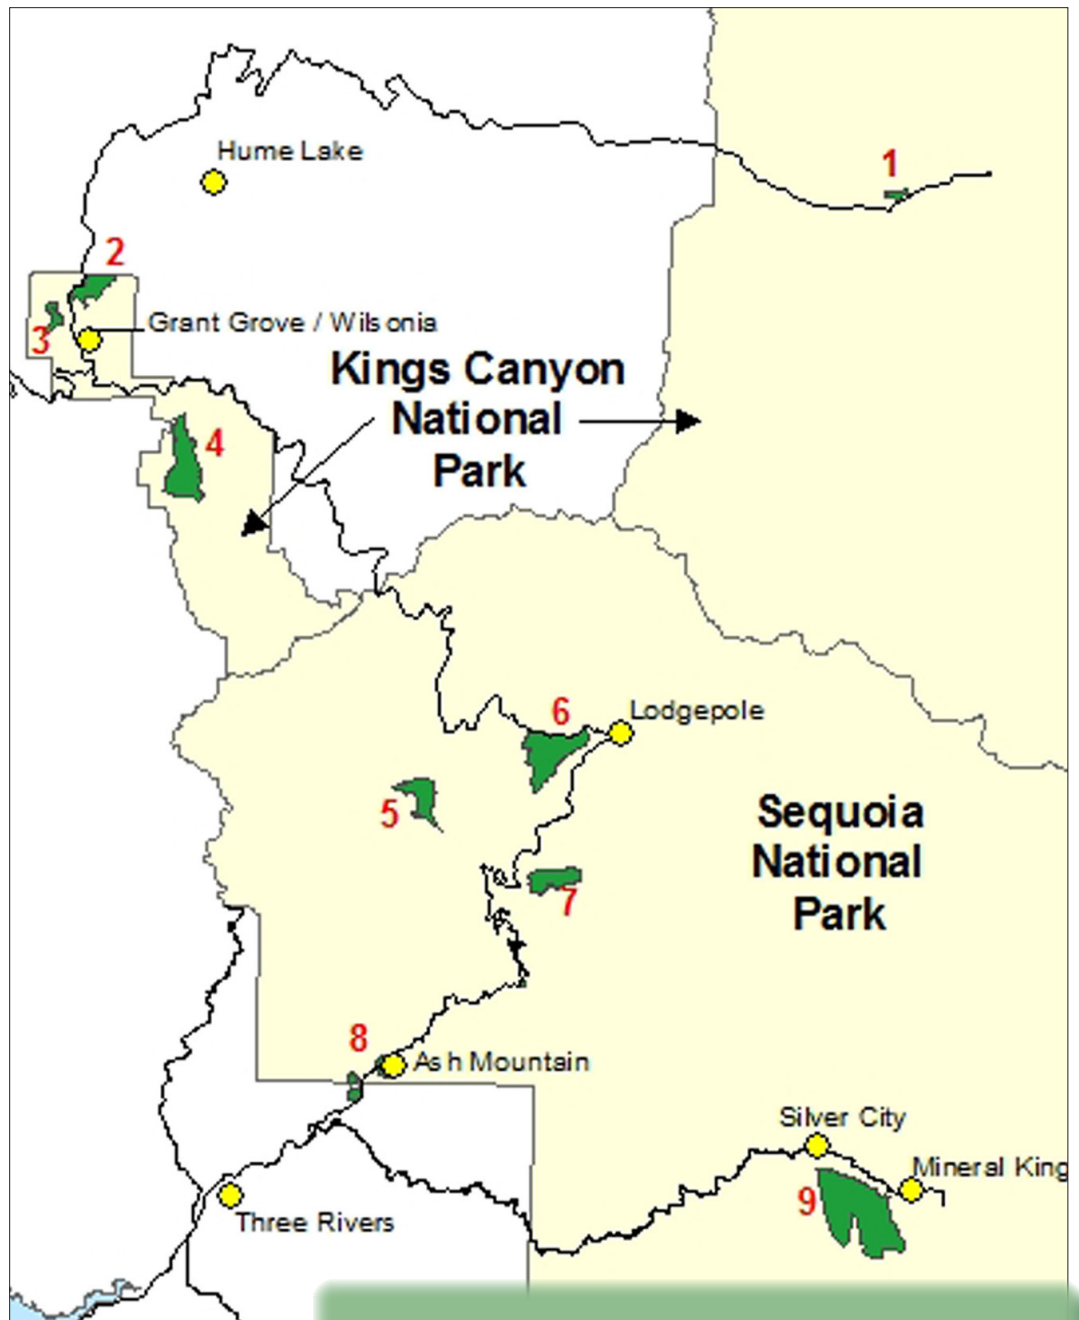 Hume Lake
1
2
Grant Grove / Wilsonia
3
Kings Canyon
National
Park
4
6
Lodgepole
5
Sequoia
National
Park
7
8
Ash Mountain
Silver City
Mineral King
9
Three Rivers